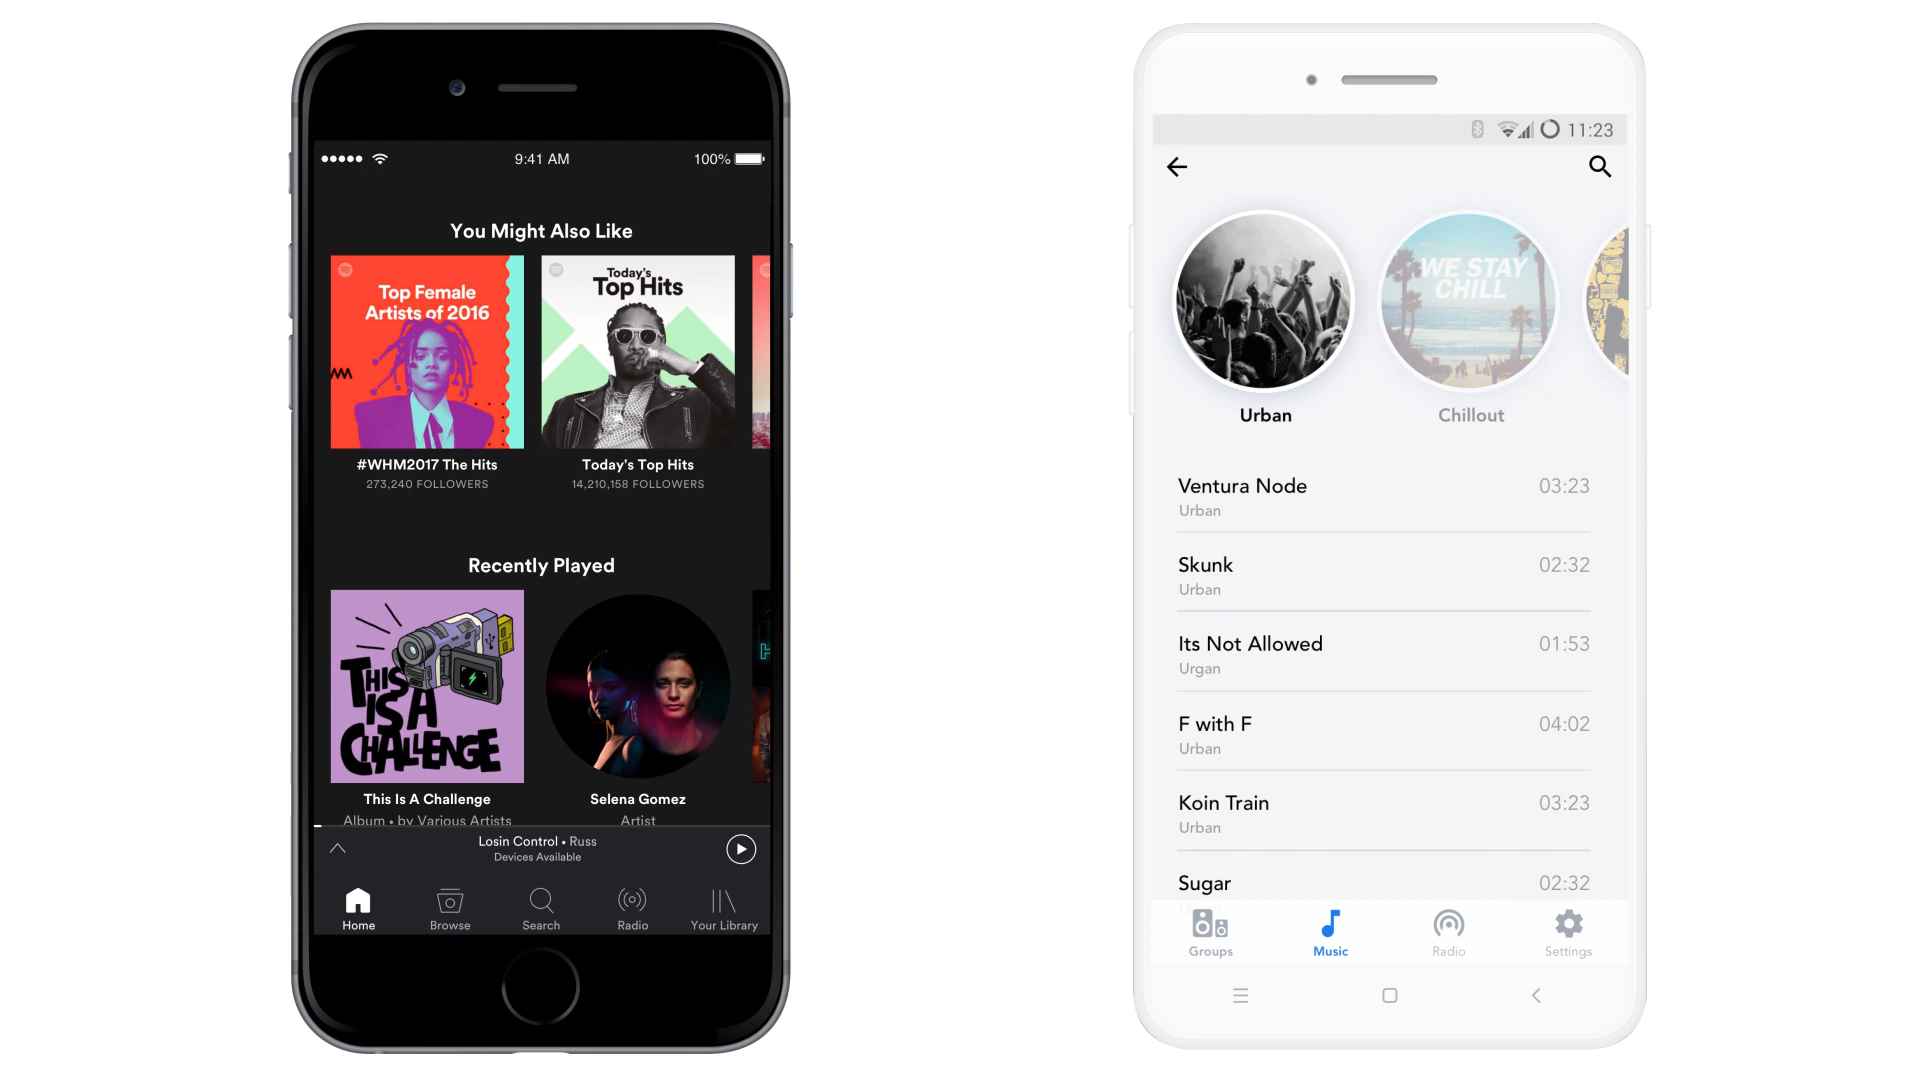 9:41 AM
100%
You Might Also Like
Top Female
Artists of 2016
Today's
Top Hits
#WHM2017 The Hits
273,240 FOLLOWERS
Today's Top Hits
14,210,158 FOLLOWERS
Recently Played
THIS
IS A
CHALLENGE
This Is A Challenge
Album • by Various Artists
Selena Gomez
Artist
Losin Control • Russ
Devices Available
Home
Browse
Search
Radio
Your Library
11:23
WE STAY
CHILL
Urban
Chillout
Ventura Node 03:23
Urban
Skunk 02:32
Urban
Its Not Allowed 01:53
Urgan
F with F 04:02
Urban
Koin Train 03:23
Urban
Sugar 02:32
Groups
Music
Radio
Settings